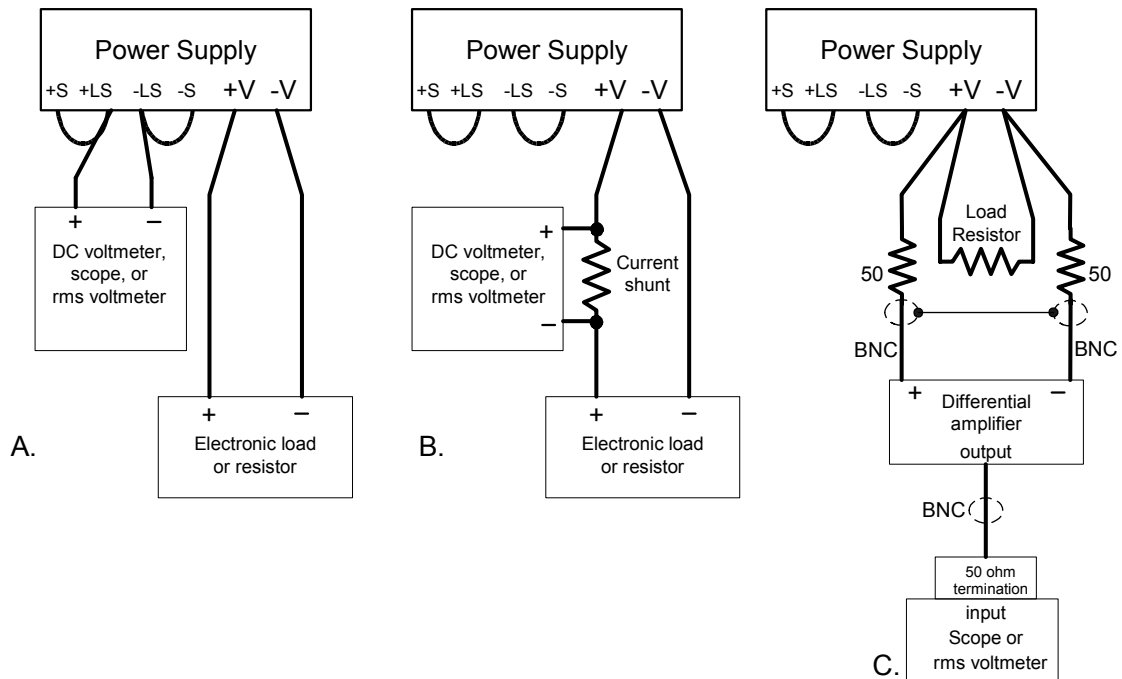 Power Supply
+S +LS -LS -S +V -V
+ −
DC voltmeter,
scope, or
rms voltmeter
+ −
Electronic load
or resistor
A.
Power Supply
+S +LS -LS -S +V -V
+
DC voltmeter,
scope, or
rms voltmeter
−
Current
shunt
+ −
Electronic load
or resistor
B.
Power Supply
+S +LS -LS -S +V -V
Load
Resistor
50 50
BNC BNC
+ −
Differential
amplifier
output
BNC
50 ohm
termination
input
Scope or
rms voltmeter
C.